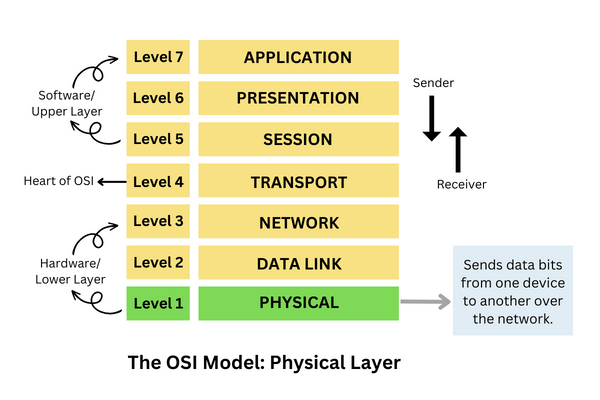 Level 7 APPLICATION
Sender
Software/
Upper Layer
Level 6 PRESENTATION
Level 5 SESSION
Heart of OSI
Level 4 TRANSPORT
Receiver
Level 3 NETWORK
Hardware/
Lower Layer
Level 2 DATA LINK
Level 1 PHYSICAL
Sends data bits
from one device
to another over
the network.
The OSI Model: Physical Layer